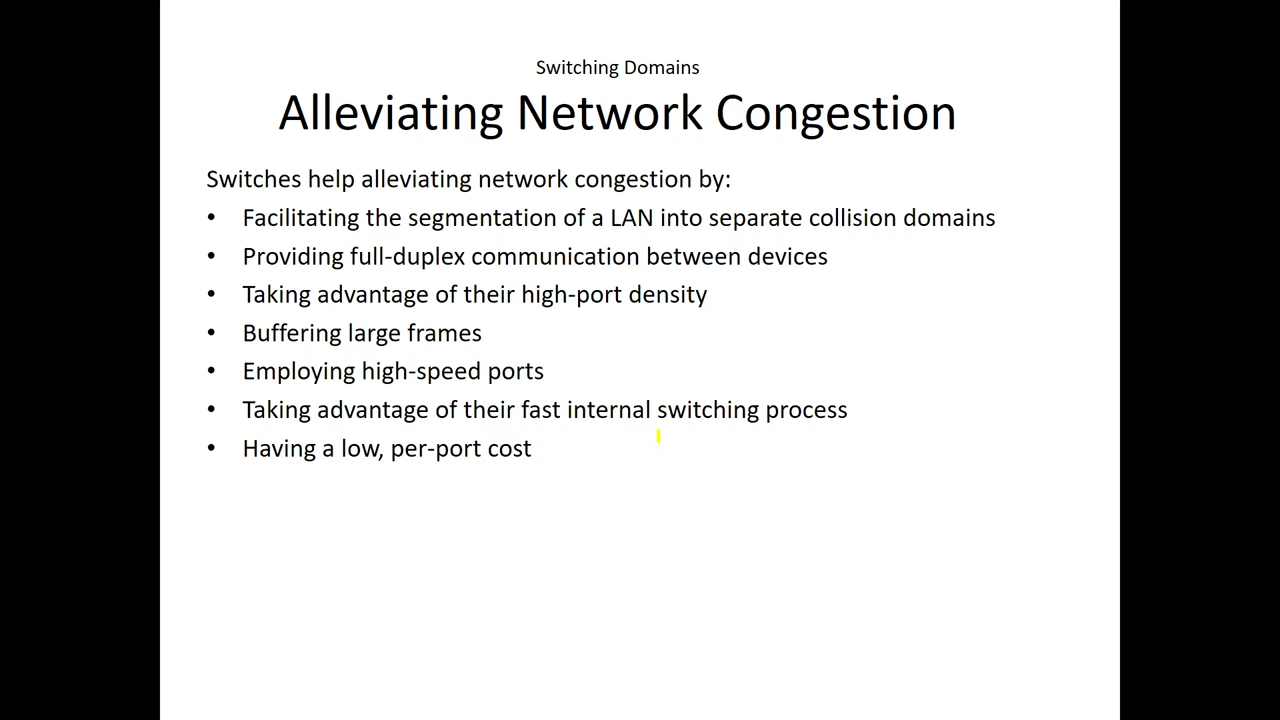 Switching Domains
Alleviating Network Congestion
Switches help alleviating network congestion by:
• Facilitating the segmentation of a LAN into separate collision domains
• Providing full-duplex communication between devices
• Taking advantage of their high-port density
• Buffering large frames
• Employing high-speed ports
• Taking advantage of their fast internal switching process
• Having a low, per-port cost